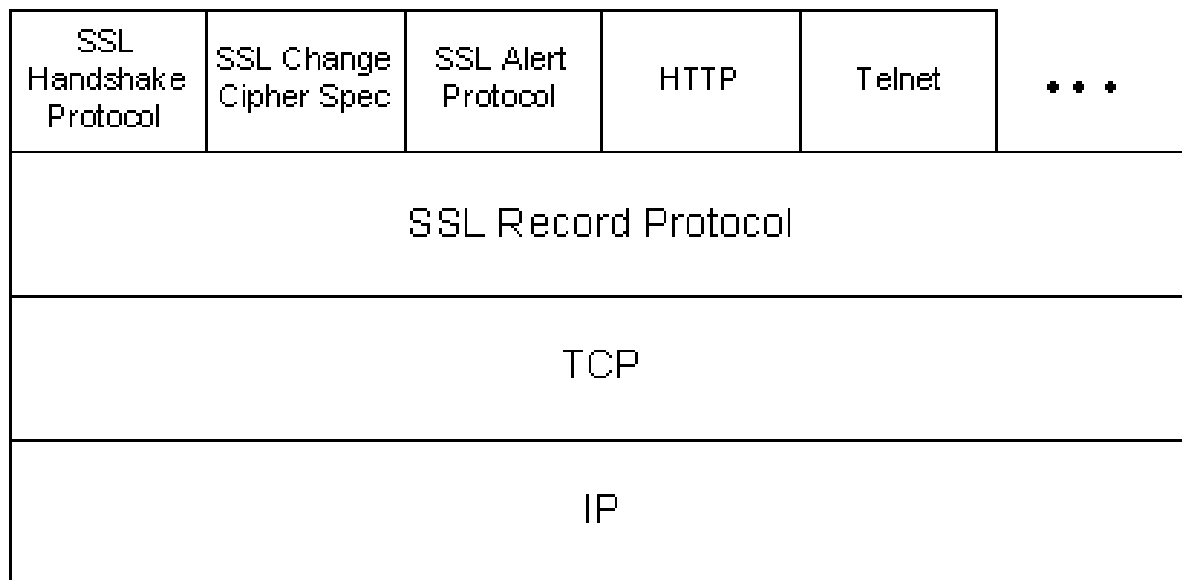 SSL
Handshake
Protocol
SSL Change
Cipher Spec
SSL Alert
Protocol
HTTP
Telnet
•••
SSL Record Protocol
TCP
IP